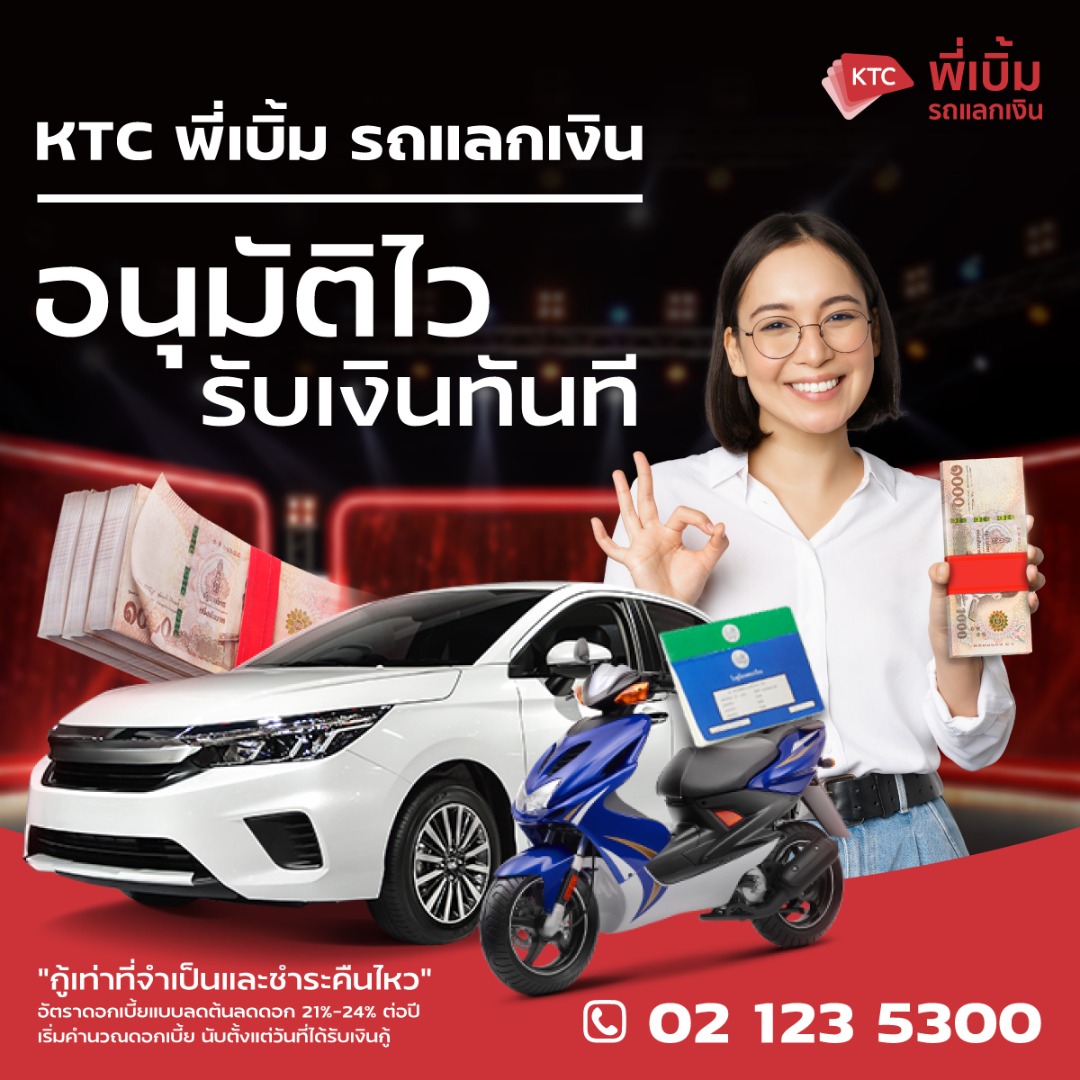 KTC
พี่เบิ้ม
รถแลกเงิน
KTC พี่เบิ้ม รถแลกเงิน
อนุมัติไว
รับเงินทันที
๑๐๐๐
1000
"กู้เท่าที่จำเป็นและชำระคืนไหว"
อัตราดอกเบี้ยแบบลดต้นลดดอก 21%-24% ต่อปี
เริ่มคำนวณดอกเบี้ย นับตั้งแต่วันที่ได้รับเงินกู้
02 123 5300